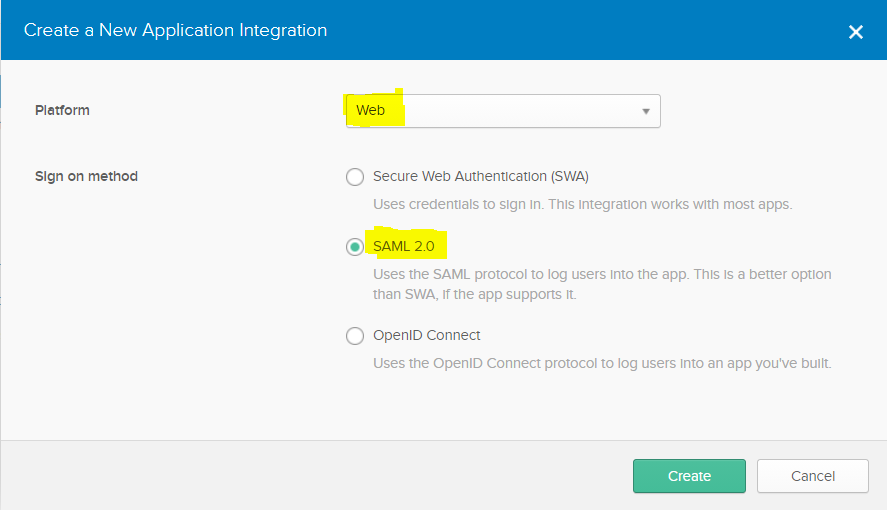 Create a New Application Integration
Platform
Web
Sign on method
Secure Web Authentication (SWA)
Uses credentials to sign in. This integration works with most apps.
SAML 2.0
Uses the SAML protocol to log users into the app. This is a better option
than SWA, if the app supports it.
OpenID Connect
Uses the OpenID Connect protocol to log users into an app you've built.
Create
Cancel